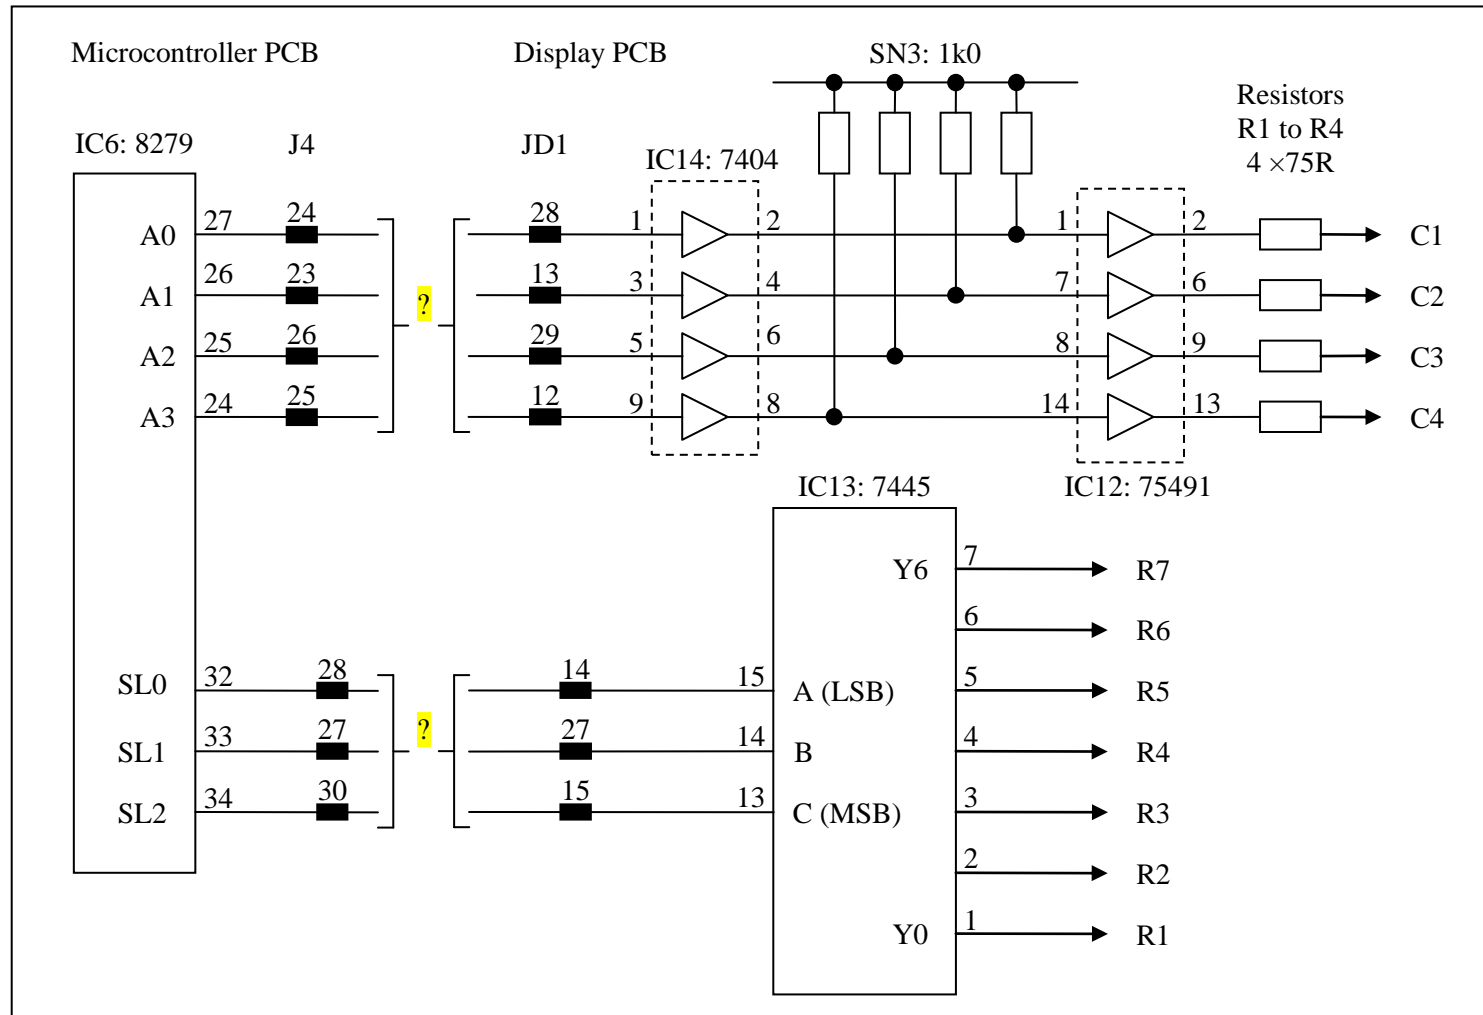 Microcontroller PCB
Display PCB
SN3: 1k0
Resistors
R1 to R4
4 ×75R
IC6: 8279
J4
JD1
IC14: 7404
A0 27 24 28 1 2 1 2 C1
A1 26 23 13 3 4 7 6 C2
?
A2 25 26 29 5 6 8 9 C3
A3 24 25 12 9 8 14 13 C4
IC13: 7445
IC12: 75491
Y6 7 R7
6 R6
SL0 32 28 14 15 A (LSB) 5 R5
?
SL1 33 27 27 14 B 4 R4
SL2 34 30 15 13 C (MSB) 3 R3
2 R2
Y0 1 R1